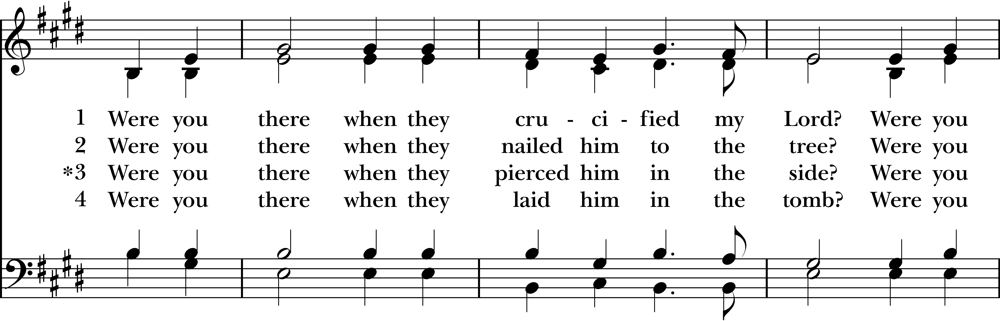 1 Were you there when they cru - ci - fied my Lord? Were you
2 Were you there when they nailed him to the tree? Were you
*3 Were you there when they pierced him in the side? Were you
4 Were you there when they laid him in the tomb? Were you